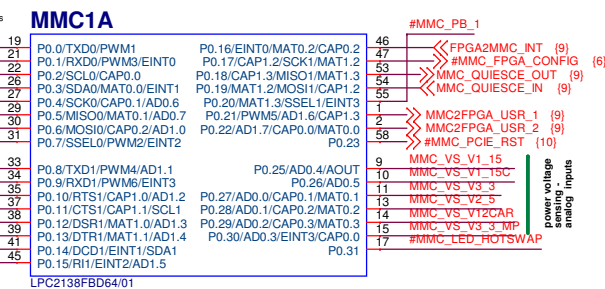 s
MMC1A
#MMC_PB_1
19 P0.0/TXD0/PWM1 P0.16/EINT0/MAT0.2/CAP0.2 46 FPGA2MMC_INT {9}
21 P0.1/RXD0/PWM3/EINT0 P0.17/CAP1.2/SCK1/MAT1.2 47 #MMC_FPGA_CONFIG {6}
22 P0.2/SCL0/CAP0.0 P0.18/CAP1.3/MISO1/MAT1.3 53 MMC_QUIESCE_OUT {9}
26 P0.3/SDA0/MAT0.0/EINT1 P0.19/MAT1.2/MOSI1/CAP1.2 54 MMC_QUIESCE_IN {9}
27 P0.4/SCK0/CAP0.1/AD0.6 P0.20/MAT1.3/SSEL1/EINT3 55
29 P0.5/MISO0/MAT0.1/AD0.7 P0.21/PWM5/AD1.6/CAP1.3 1 MMC2FPGA_USR_1 {9}
30 P0.6/MOSI0/CAP0.2/AD1.0 P0.22/AD1.7/CAP0.0/MAT0.0 2 MMC2FPGA_USR_2 {9}
31 P0.7/SSEL0/PWM2/EINT2 P0.23 58 #MMC_PCIE_RST {10}
33 P0.8/TXD1/PWM4/AD1.1 P0.25/AD0.4/AOUT 9 MMC_VS_V1_15
34 P0.9/RXD1/PWM6/EINT3 P0.26/AD0.5 10 MMC_VS_V1_15C
35 P0.10/RTS1/CAP1.0/AD1.2 P0.27/AD0.0/CAP0.1/MAT0.1 11 MMC_VS_V3_3
37 P0.11/CTS1/CAP1.1/SCL1 P0.28/AD0.1/CAP0.2/MAT0.2 13 MMC_VS_V2_5
38 P0.12/DSR1/MAT1.0/AD1.3 P0.29/AD0.2/CAP0.3/MAT0.3 14 MMC_VS_V12CAR
39 P0.13/DTR1/MAT1.1/AD1.4 P0.30/AD0.3/EINT3/CAP0.0 15 MMC_VS_V3_3_MP
41 P0.14/DCD1/EINT1/SDA1 P0.31 17 #MMC_LED_HOTSWAP
45 P0.15/RI1/EINT2/AD1.5
LPC2138FBD64/01
power voltage
sensing -
analog inputs